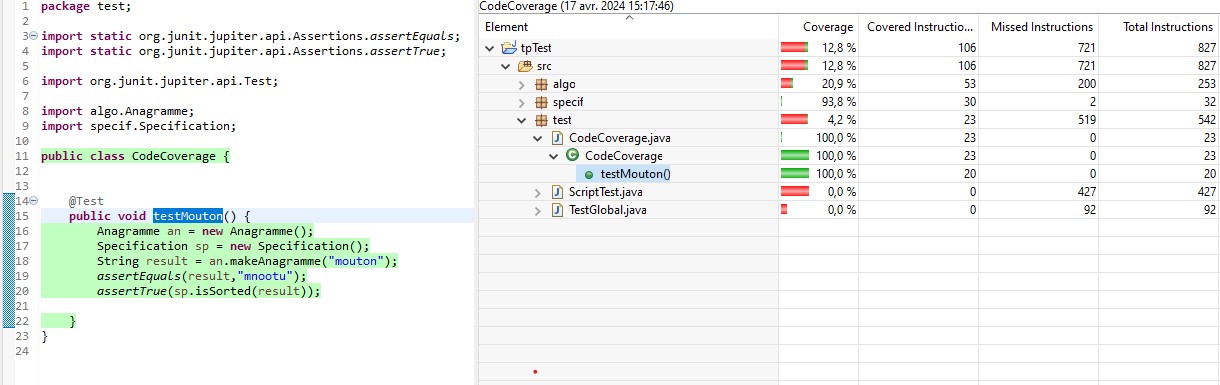 1 package test;
2
3 import static org.junit.jupiter.api.Assertions.assertEquals;
4 import static org.junit.jupiter.api.Assertions.assertTrue;
5
6 import org.junit.jupiter.api.Test;
7
8 import algo.Anagramme;
9 import specif.Specification;
10
11 public class CodeCoverage {
12
13
14 @Test
15 public void testMouton() {
16 Anagramme an = new Anagramme();
17 Specification sp = new Specification();
18 String result = an.makeAnagramme("mouton");
19 assertEquals(result,"mnootu");
20 assertTrue(sp.isSorted(result));
21
22 }
23 }
24
CodeCoverage (17 avr. 2024 15:17:46)
Element Coverage Covered Instructio... Missed Instructions Total Instructions
tpTest 12,8 % 106 721 827
src 12,8 % 106 721 827
algo 20,9 % 53 200 253
specif 93,8 % 30 2 32
test 4,2 % 23 519 542
CodeCoverage.java 100,0 % 23 0 23
CodeCoverage 100,0 % 23 0 23
testMouton() 100,0 % 20 0 20
ScriptTest.java 0,0 % 0 427 427
TestGlobal.java 0,0 % 0 92 92